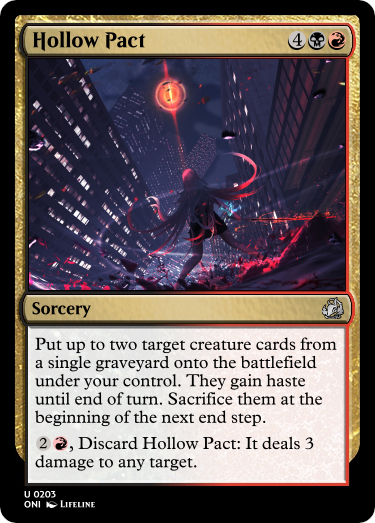 Hollow Pact 4
Sorcery
Put up to two target creature cards from
a single graveyard onto the battlefield
under your control. They gain haste
until end of turn. Sacrifice them at the
beginning of the next end step.
2 , Discard Hollow Pact: It deals 3
damage to any target.
U 0203
ONI Lifeline